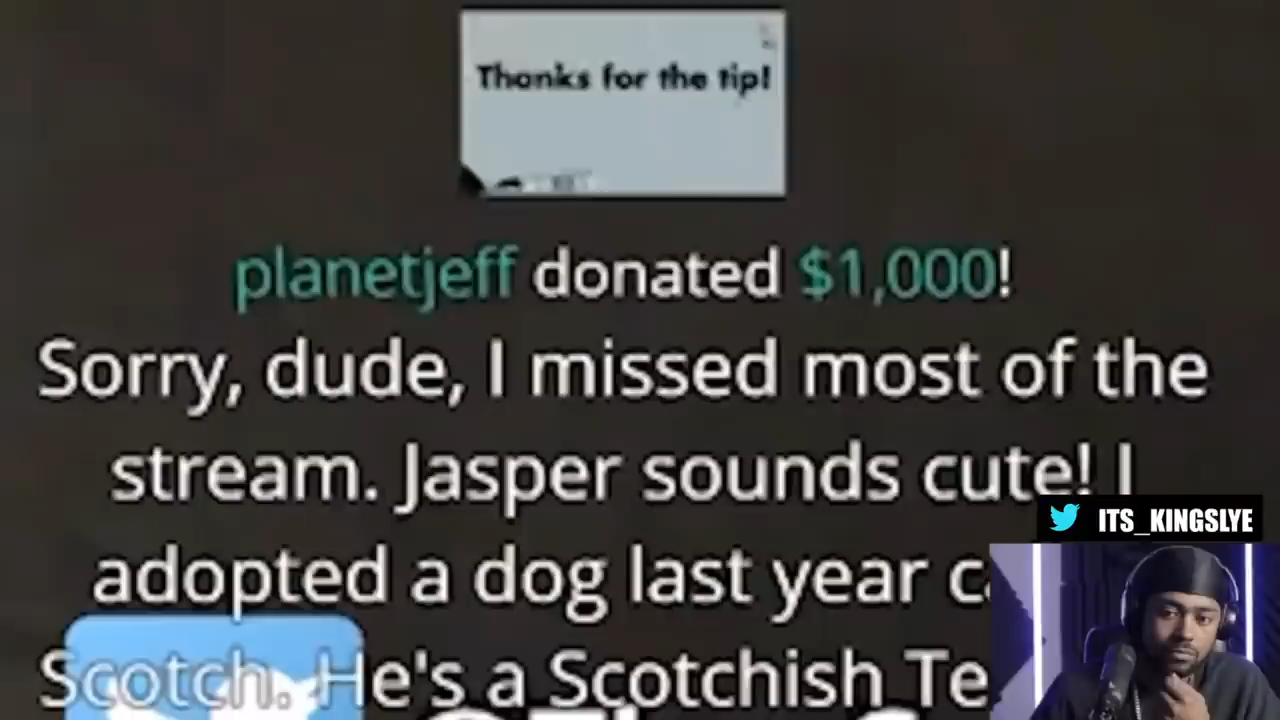 Thanks for the tip!
planetjeff donated $1,000!
Sorry, dude, I missed most of the
stream. Jasper sounds cute! I
ITS_KINGSLYE
adopted a dog last year
Scotch. He's a Scotchish